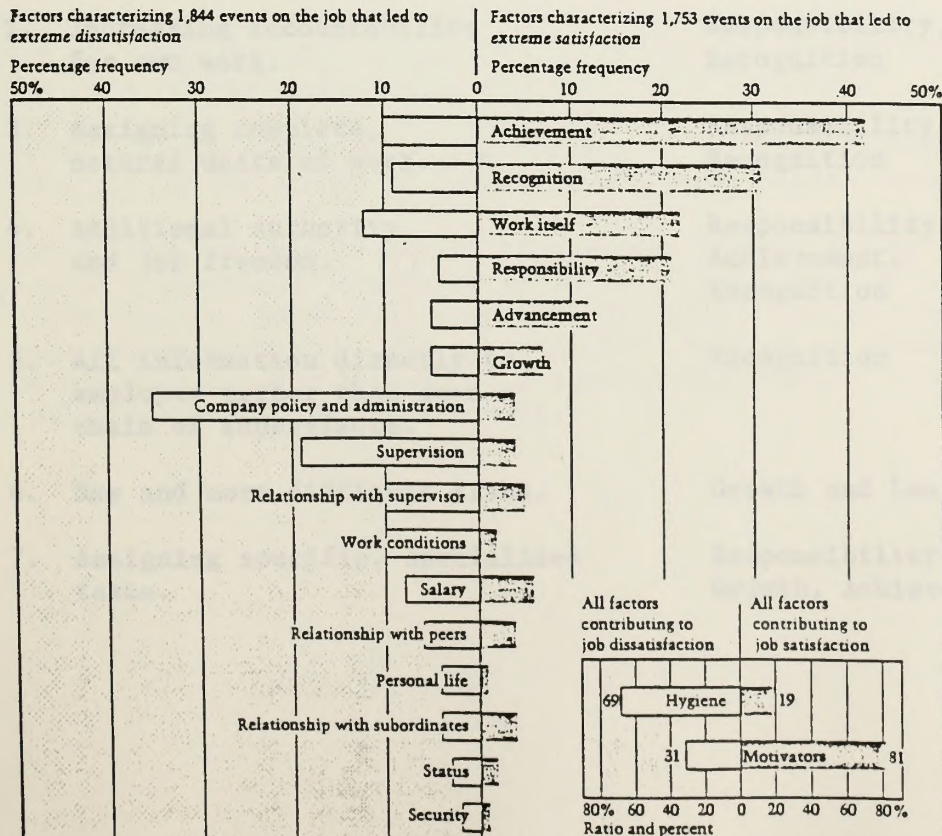 Factors characterizing 1,844 events on the job that led to
extreme dissatisfaction
Factors characterizing 1,753 events on the job that led to
extreme satisfaction
Percentage frequency
Percentage frequency
50% 40 30 20 10 0 10 20 30 40 50%
Achievement
Recognition
Work itself
Responsibility
Advancement
Growth
Company policy and administration
Supervision
Relationship with supervisor
Work conditions
Salary
Relationship with peers
Personal life
Relationship with subordinates
Status
Security
All factors
contributing to
job dissatisfaction
All factors
contributing to
job satisfaction
69 Hygiene 19
31 Motivators 81
80% 60 40 20 0 20 40 60 80%
Ratio and percent